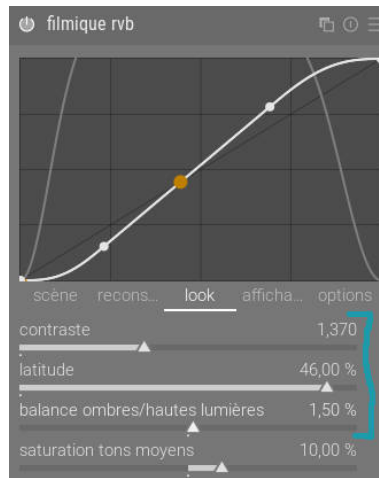 filmique rvb
scène recons... look afficha... options
contraste 1,370
latitude 46,00 %
balance ombres/hautes lumières 1,50 %
saturation tons moyens 10,00 %